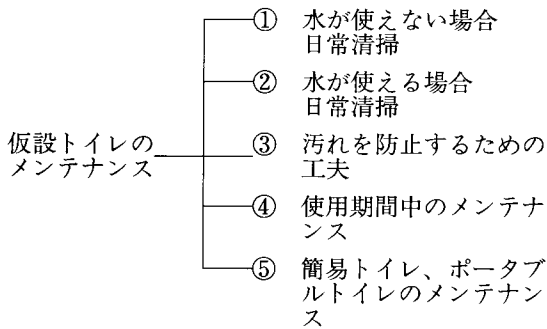 ① 水が使えない場合
日常清掃
② 水が使える場合
日常清掃
仮設トイレの
メンテナンス
③ 汚れを防止するための
工夫
④ 使用期間中のメンテナ
ンス
⑤ 簡易トイレ、ポータブ
ルトイレのメンテナン
ス